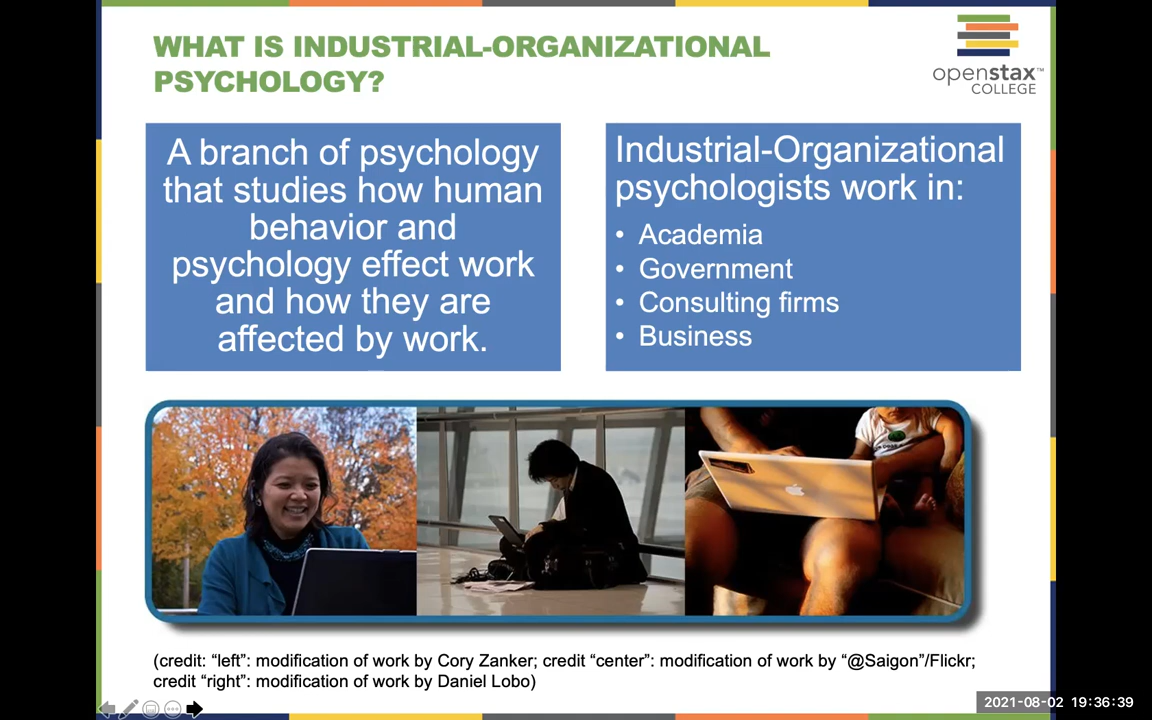 WHAT IS INDUSTRIAL-ORGANIZATIONAL
PSYCHOLOGY?
openstax™
COLLEGE
A branch of psychology
that studies how human
behavior and
psychology effect work
and how they are
affected by work.
Industrial-Organizational
psychologists work in:
• Academia
• Government
• Consulting firms
• Business
(credit: “left”: modification of work by Cory Zanker; credit “center”: modification of work by “@Saigon”/Flickr;
credit “right”: modification of work by Daniel Lobo)
2021-08-02 19:36:39